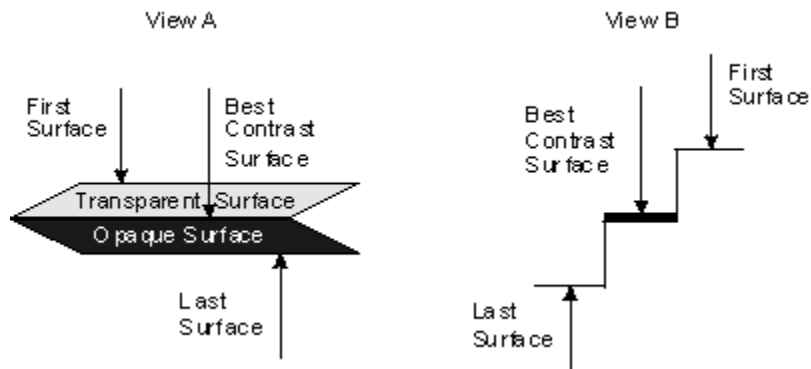 View A
First
Surface
Best
Contrast
Surface
Transparent Surface
Opaque Surface
Last
Surface
View B
First
Surface
Best
Contrast
Surface
Last
Surface